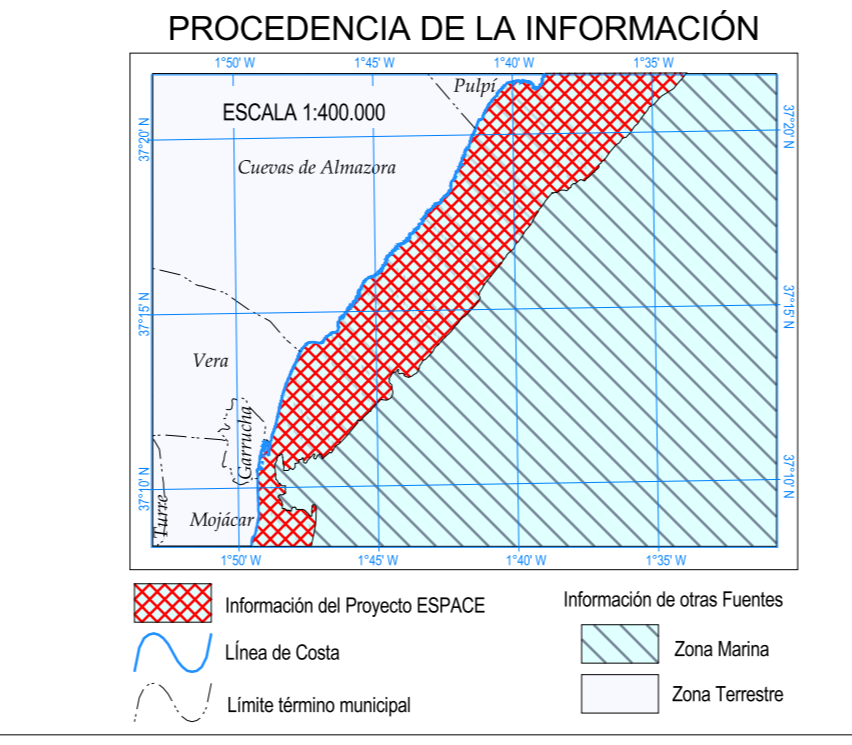 PROCEDENCIA DE LA INFORMACIÓN
1°50' W 1°45' W 1°40' W 1°35' W
Pulpí
ESCALA 1:400.000
37°20' N 37°20' N
Cuevas de Almazora
37°15' N 37°15' N
Vera
Garrucha
37°10' N 37°10' N
Turre
Mojácar
1°50' W 1°45' W 1°40' W 1°35' W
Información del Proyecto ESPACE
Información de otras Fuentes
LÍnea de Costa
Zona Marina
Límite término municipal
Zona Terrestre